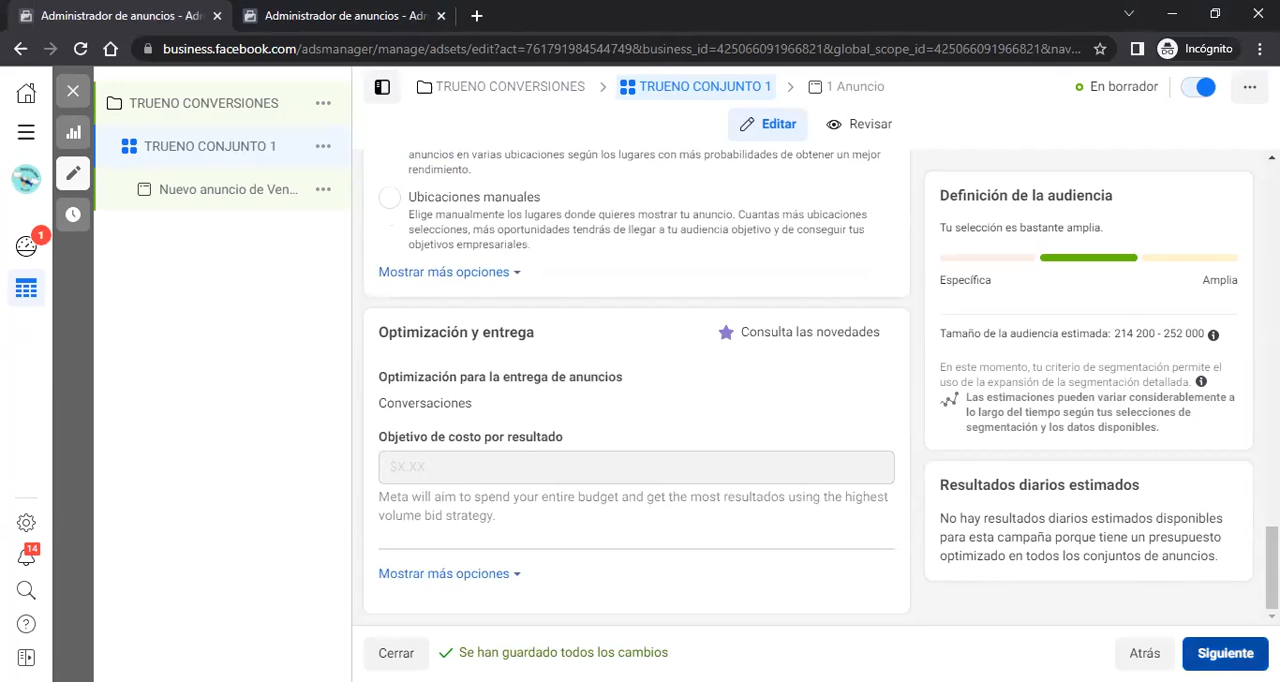 Administrador de anuncios - Adm
Administrador de anuncios - Adm
business.facebook.com/adsmanager/manage/adsets/edit?act=761791984544749&business_id=425066091966821&global_scope_id=425066091966821&nav...
Incógnito
TRUENO CONVERSIONES
TRUENO CONJUNTO 1
Nuevo anuncio de Ven...
1
14
TRUENO CONVERSIONES
TRUENO CONJUNTO 1
1 Anuncio
En borrador
Editar
Revisar
anuncios en varias ubicaciones según los lugares con más probabilidades de obtener un mejor
rendimiento.
Ubicaciones manuales
Elige manualmente los lugares donde quieres mostrar tu anuncio. Cuantas más ubicaciones
selecciones, más oportunidades tendrás de llegar a tu audiencia objetivo y de conseguir tus
objetivos empresariales.
Mostrar más opciones
Optimización y entrega
Consulta las novedades
Optimización para la entrega de anuncios
Conversaciones
Objetivo de costo por resultado
$X.XX
Meta will aim to spend your entire budget and get the most resultados using the highest
volume bid strategy.
Mostrar más opciones
Definición de la audiencia
Tu selección es bastante amplia.
Específica
Amplia
Tamaño de la audiencia estimada: 214 200 - 252 000
En este momento, tu criterio de segmentación permite el
uso de la expansión de la segmentación detallada.
Las estimaciones pueden variar considerablemente a
lo largo del tiempo según tus selecciones de
segmentación y los datos disponibles.
Resultados diarios estimados
No hay resultados diarios estimados disponibles
para esta campaña porque tiene un presupuesto
optimizado en todos los conjuntos de anuncios.
Cerrar
Se han guardado todos los cambios
Atrás
Siguiente